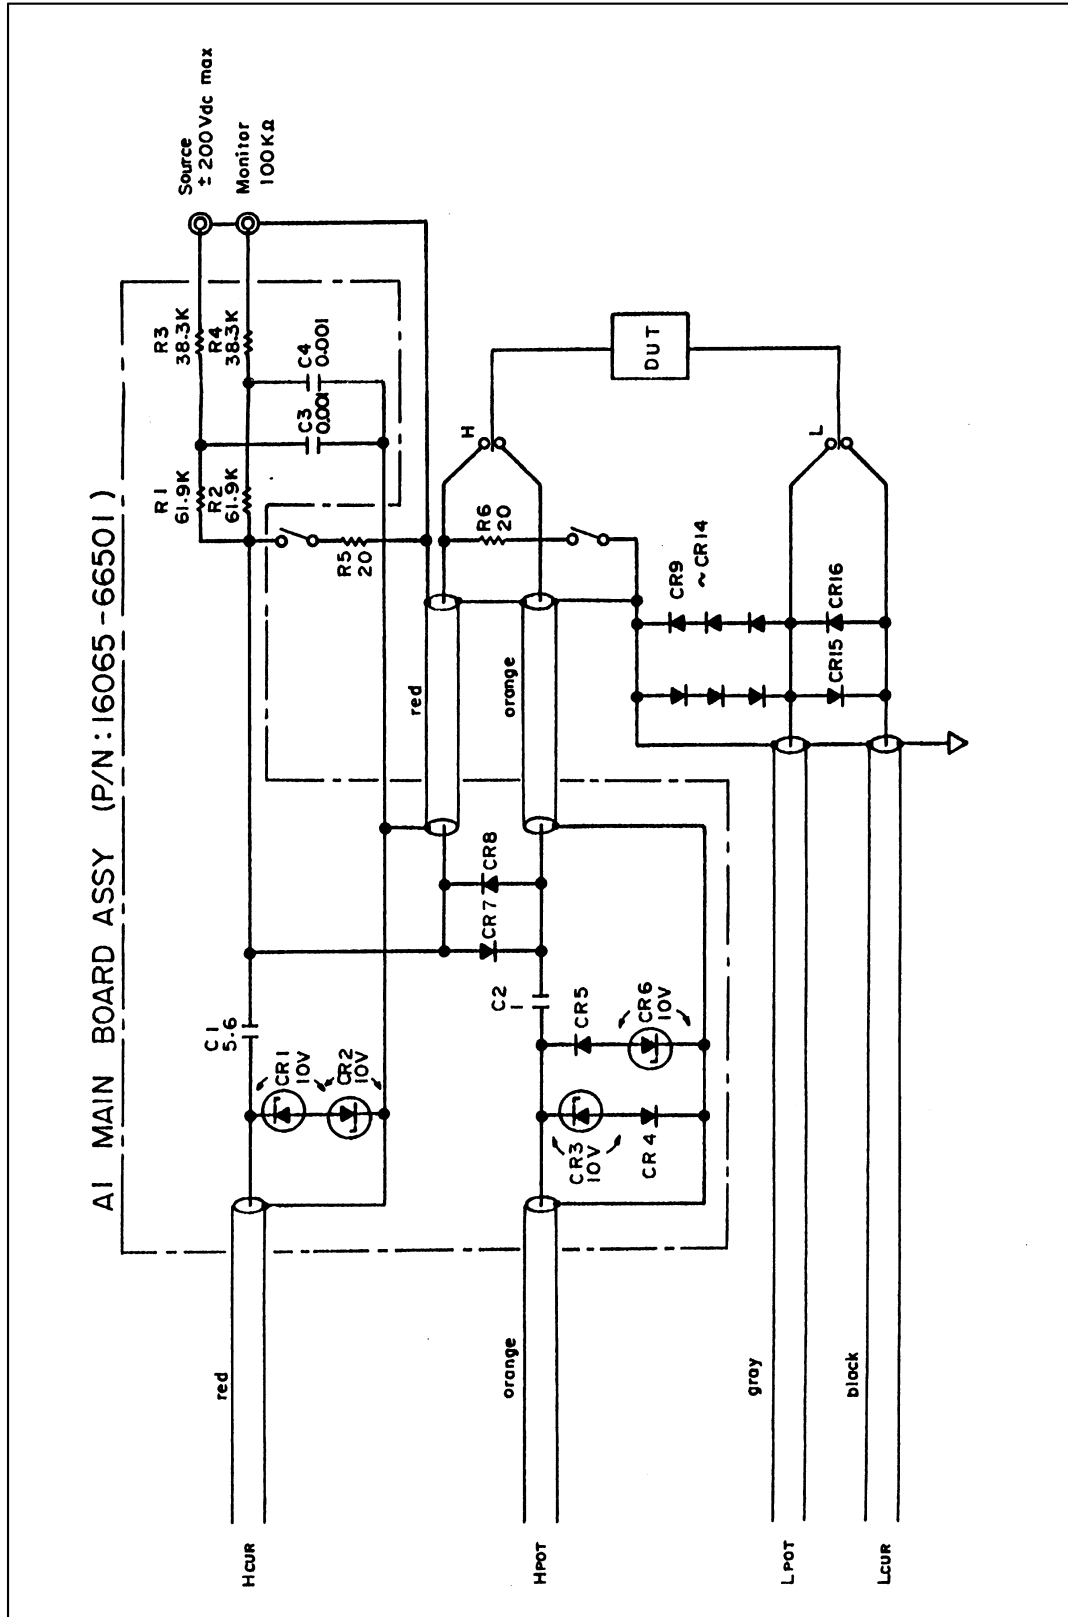 A1 MAIN BOARD ASSY (P/N:16065-66501)
Source
±200Vdc max
Monitor
100KΩ
R3
38.3K
R4
38.3K
R1
61.9K
R2
61.9K
C4
0.001
C3
0.001
R5
20
C1
5.6
CR1
10V
CR2
10V
red
red
HCUR
R6
20
H
DUT
L
CR7
CR8
C2
1
CR5
CR6
10V
CR3
10V
CR4
orange
orange
HPOT
CR9
~CR14
CR15
CR16
gray
LPOT
black
LCUR